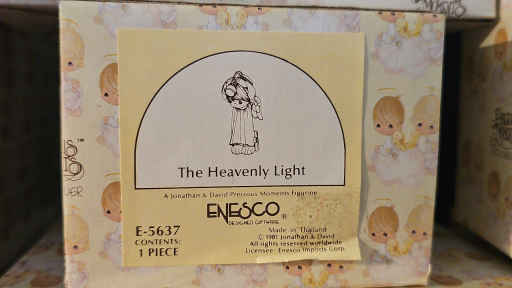 The Heavenly Light
A Jonathan & David Precious Moments Figurine
ENESCO®
DESIGNED GIFTWARE
E-5637
CONTENTS:
1 PIECE
Made in Thailand
© 1981 Jonathan & David
All rights reserved worldwide
Licensee: Enesco Imports Corp.